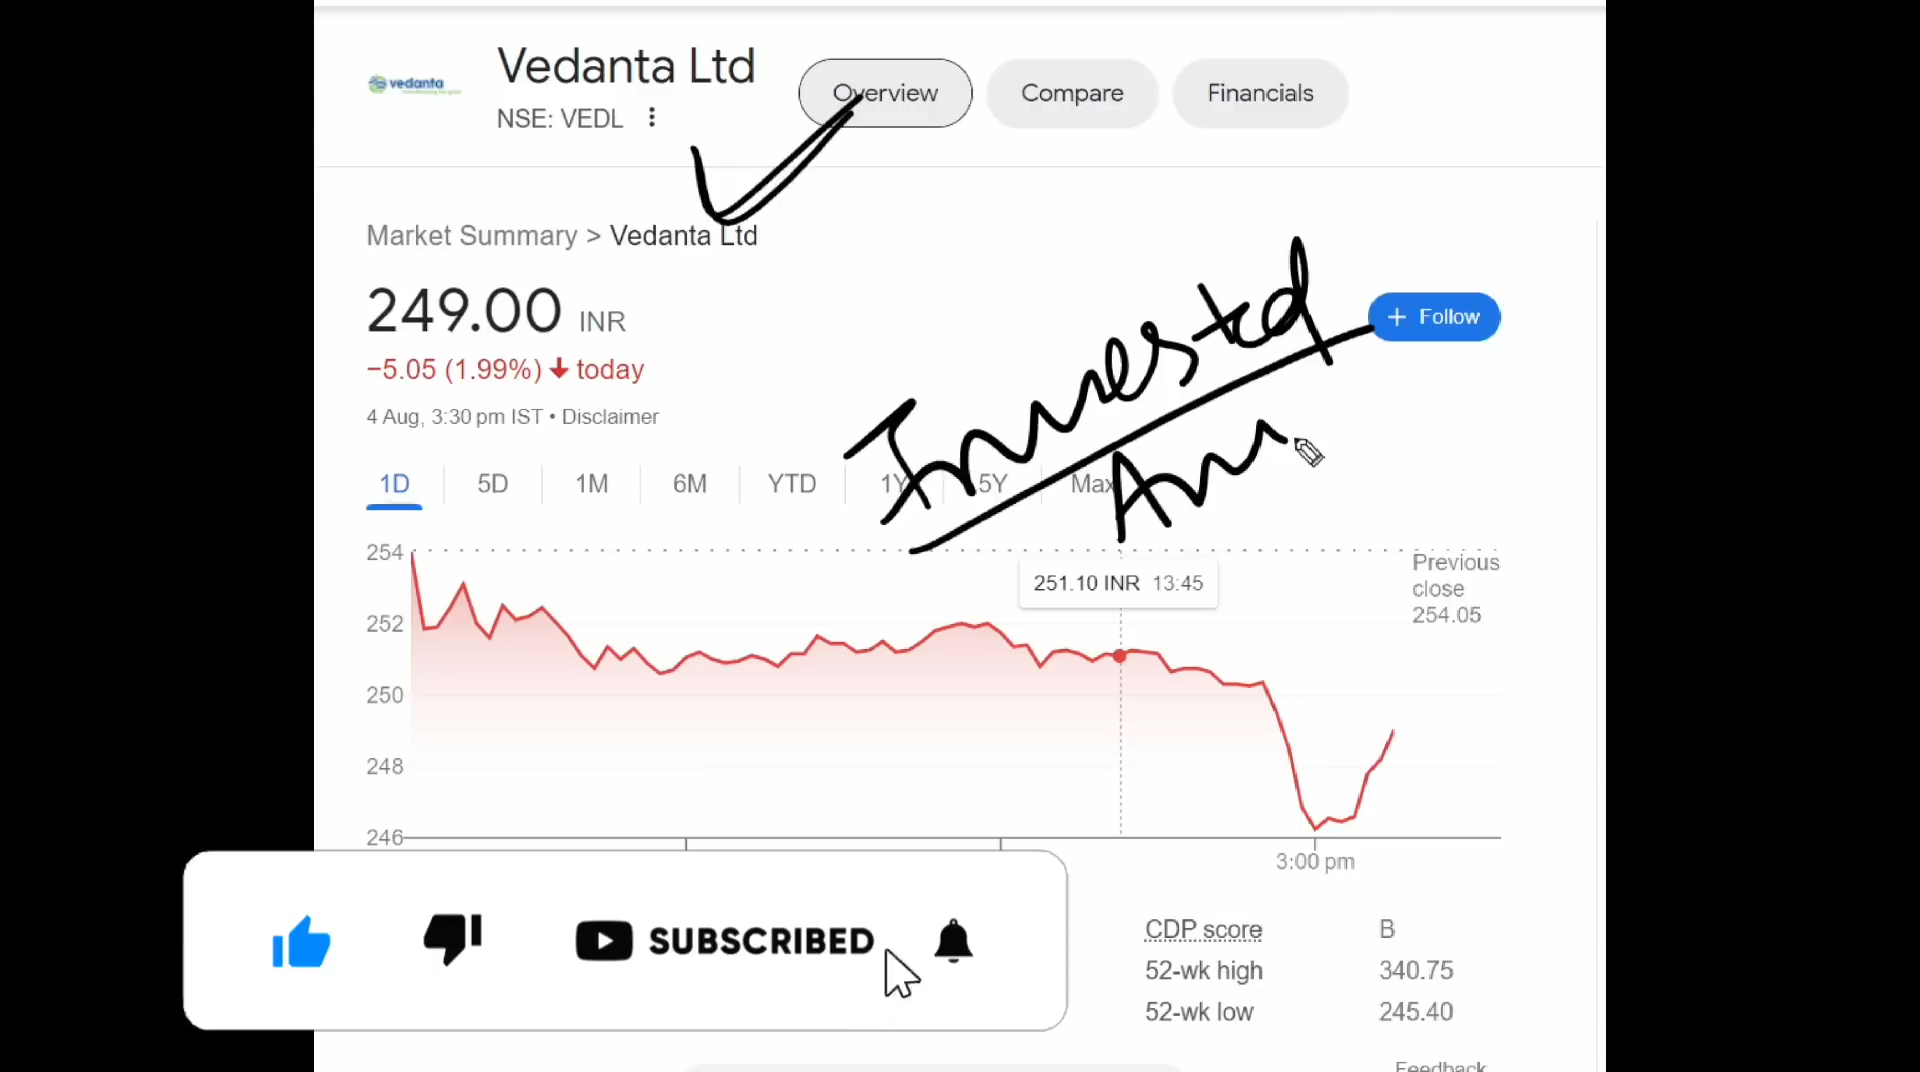 vedanta
Vedanta Ltd
NSE: VEDL
Overview
Compare
Financials
Market Summary > Vedanta Ltd
249.00 INR
−5.05 (1.99%) today
4 Aug, 3:30 pm IST • Disclaimer
+ Follow
Investd
1D
5D
1M
6M
YTD
1Y
5Y
Max
254
252
250
248
246
251.10 INR 13:45
Previous
close
254.05
3:00 pm
SUBSCRIBED
CDP score B
52-wk high 340.75
52-wk low 245.40
Feedback